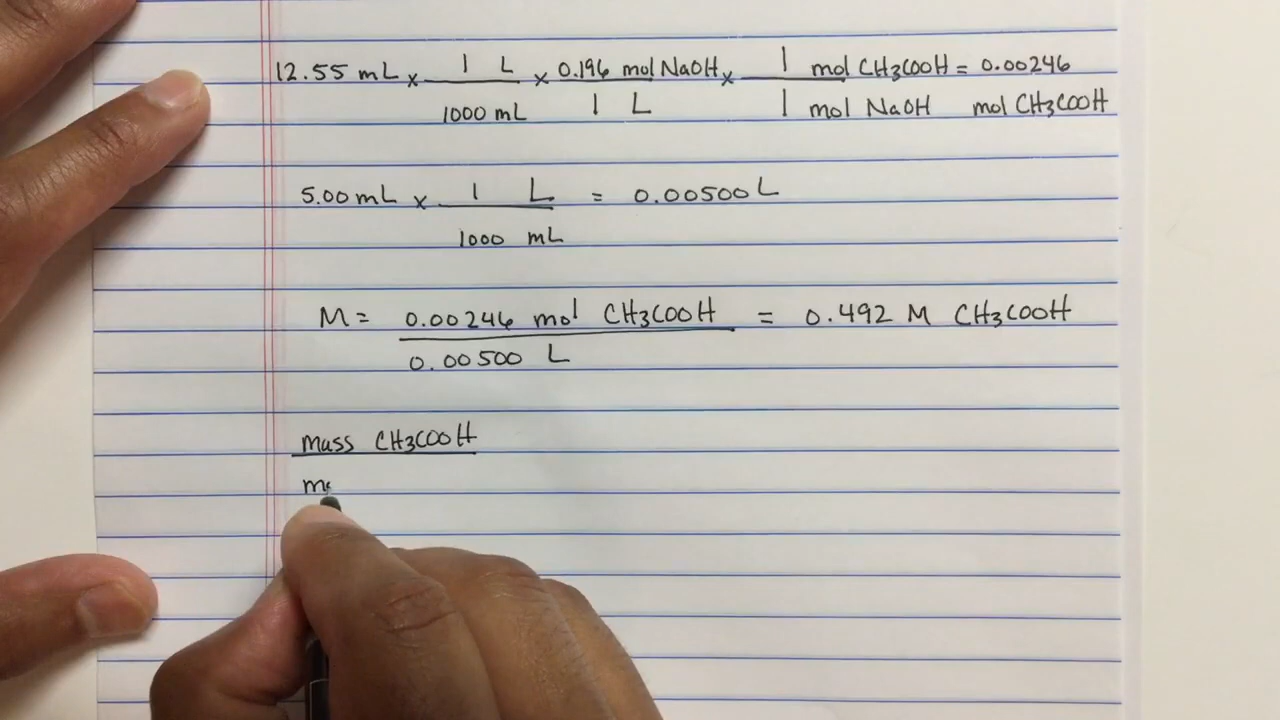 12.55 mL x 1 L x 0.196 mol NaOH x 1 mol CH3COOH = 0.00246
1000 mL 1 L 1 mol NaOH mol CH3COOH
5.00 mL x 1 L = 0.00500 L
1000 mL
M = 0.00246 mol CH3COOH = 0.492 M CH3COOH
0.00500 L
mass CH3COOH